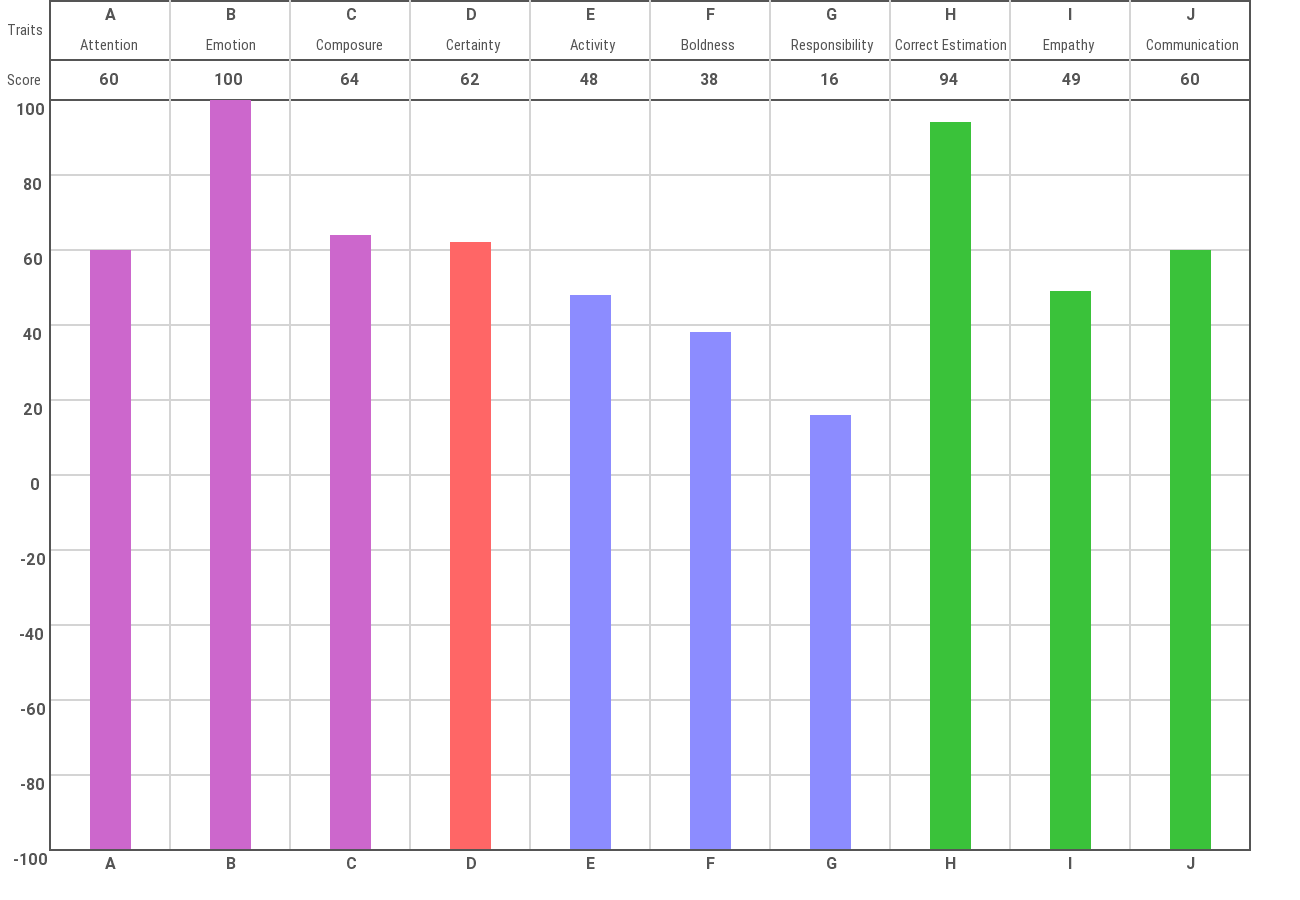 A B C D E F G H I J
Traits
Attention Emotion Composure Certainty Activity Boldness Responsibility Correct Estimation Empathy Communication
Score 60 100 64 62 48 38 16 94 49 60
100
80
60
40
20
0
-20
-40
-60
-80
-100
A B C D E F G H I J